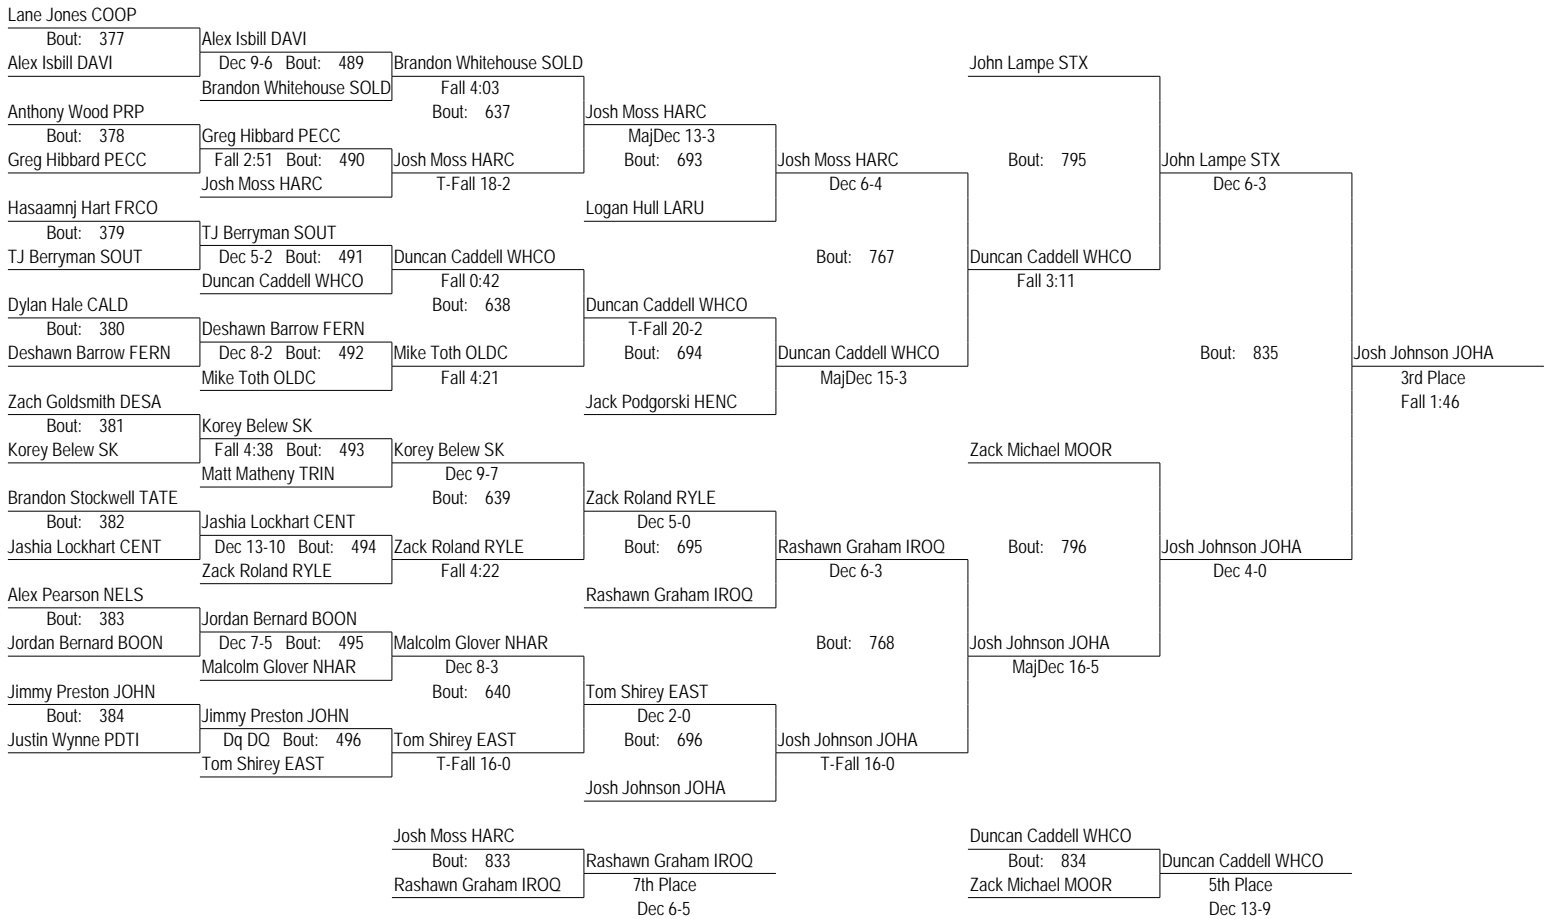 Lane Jones COOP
Bout: 377
Alex Isbill DAVI
Alex Isbill DAVI
Dec 9-6 Bout: 489
Brandon Whitehouse SOLD
Brandon Whitehouse SOLD
Fall 4:03
Bout: 637
Anthony Wood PRP
Bout: 378
Greg Hibbard PECC
Greg Hibbard PECC
Fall 2:51 Bout: 490
Josh Moss HARC
Josh Moss HARC
T-Fall 18-2
Josh Moss HARC
MajDec 13-3
Bout: 693
Logan Hull LARU
Josh Moss HARC
Dec 6-4
Bout: 767
Hasaamnj Hart FRCO
Bout: 379
TJ Berryman SOUT
TJ Berryman SOUT
Dec 5-2 Bout: 491
Duncan Caddell WHCO
Duncan Caddell WHCO
Fall 0:42
Bout: 638
Dylan Hale CALD
Bout: 380
Deshawn Barrow FERN
Deshawn Barrow FERN
Dec 8-2 Bout: 492
Mike Toth OLDC
Mike Toth OLDC
Fall 4:21
Duncan Caddell WHCO
T-Fall 20-2
Bout: 694
Jack Podgorski HENC
Duncan Caddell WHCO
MajDec 15-3
John Lampe STX
Bout: 795
Duncan Caddell WHCO
Fall 3:11
John Lampe STX
Dec 6-3
Bout: 835
Zach Goldsmith DESA
Bout: 381
Korey Belew SK
Korey Belew SK
Fall 4:38 Bout: 493
Matt Matheny TRIN
Korey Belew SK
Dec 9-7
Bout: 639
Brandon Stockwell TATE
Bout: 382
Jashia Lockhart CENT
Jashia Lockhart CENT
Dec 13-10 Bout: 494
Zack Roland RYLE
Zack Roland RYLE
Fall 4:22
Zack Roland RYLE
Dec 5-0
Bout: 695
Rashawn Graham IROQ
Rashawn Graham IROQ
Dec 6-3
Bout: 768
Alex Pearson NELS
Bout: 383
Jordan Bernard BOON
Jordan Bernard BOON
Dec 7-5 Bout: 495
Malcolm Glover NHAR
Malcolm Glover NHAR
Dec 8-3
Bout: 640
Jimmy Preston JOHN
Bout: 384
Justin Wynne PDTI
Jimmy Preston JOHN
Dq DQ Bout: 496
Tom Shirey EAST
Tom Shirey EAST
T-Fall 16-0
Tom Shirey EAST
Dec 2-0
Bout: 696
Josh Johnson JOHA
Josh Johnson JOHA
T-Fall 16-0
Zack Michael MOOR
Bout: 796
Josh Johnson JOHA
MajDec 16-5
Josh Johnson JOHA
Dec 4-0
Josh Johnson JOHA
3rd Place
Fall 1:46
Josh Moss HARC
Bout: 833
Rashawn Graham IROQ
Rashawn Graham IROQ
7th Place
Dec 6-5
Duncan Caddell WHCO
Bout: 834
Zack Michael MOOR
Duncan Caddell WHCO
5th Place
Dec 13-9